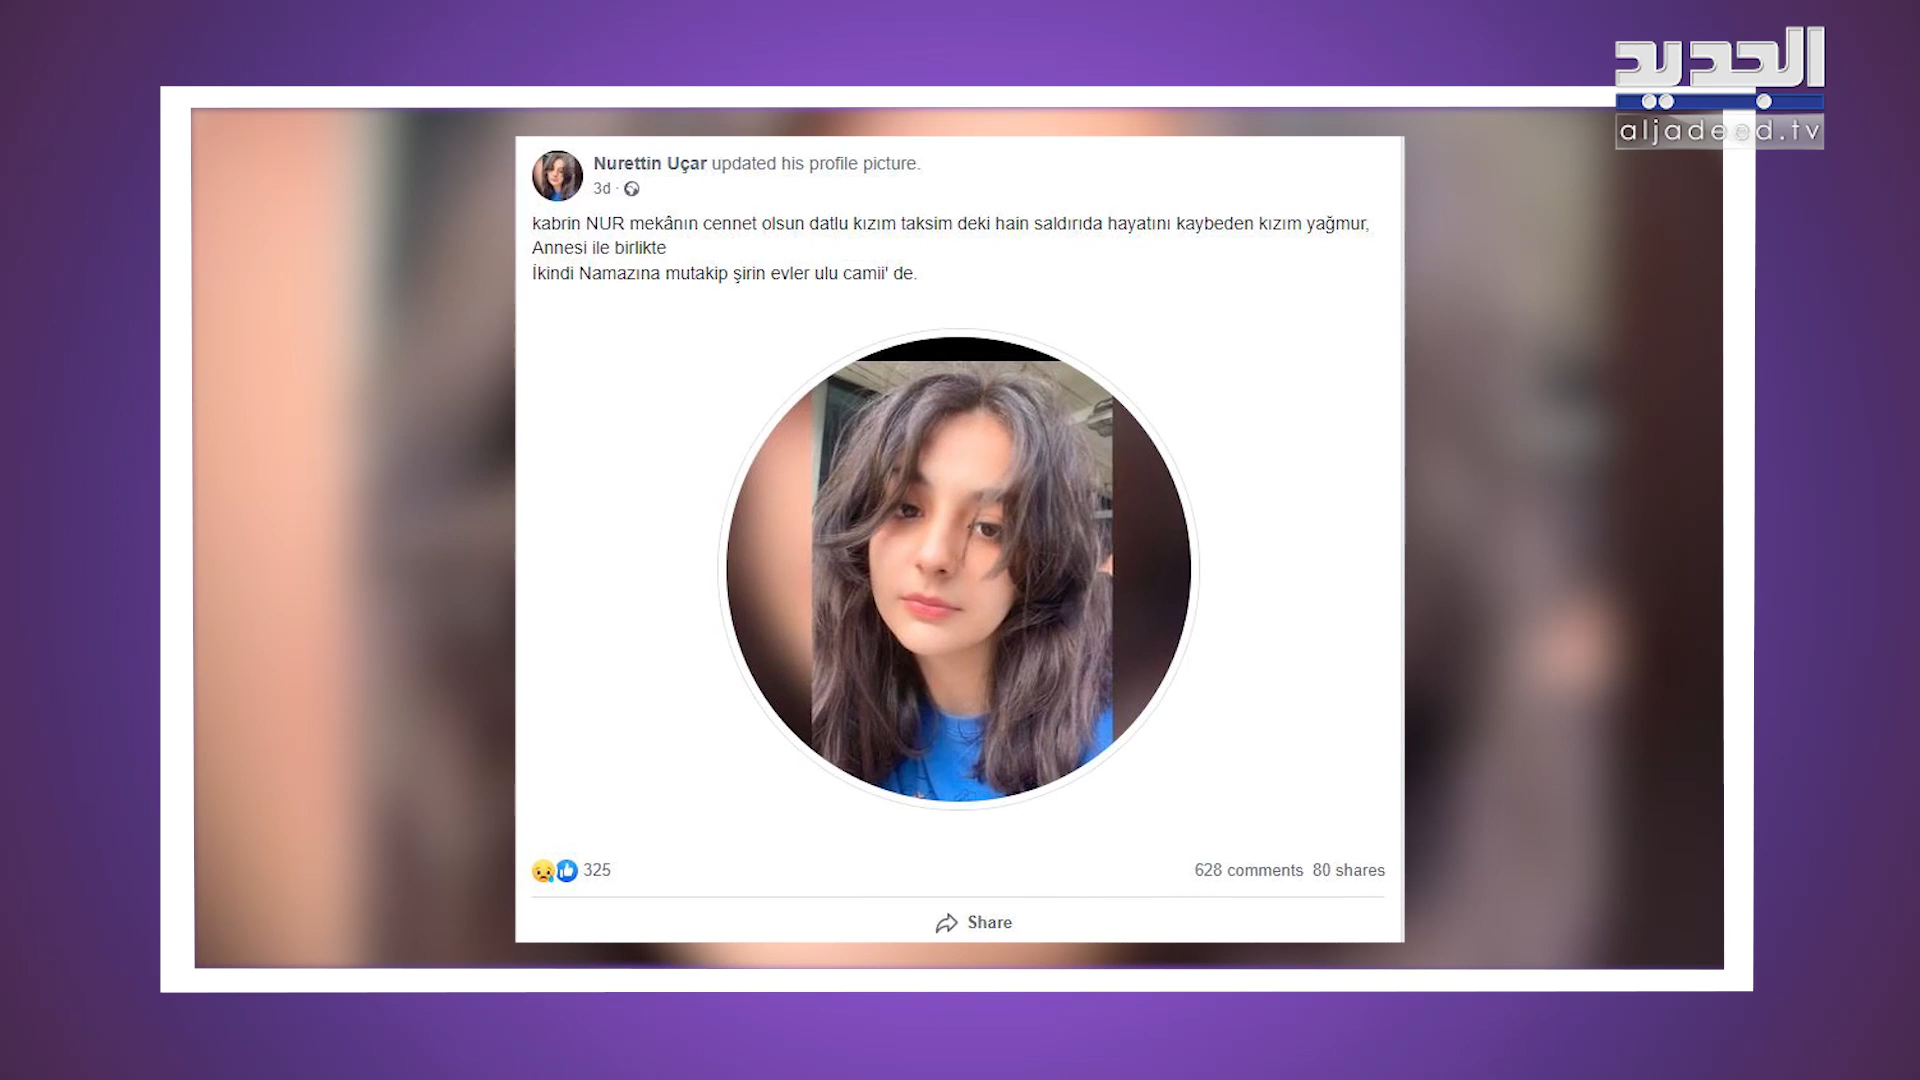 الجديد
aljadeed.tv
Nurettin Uçar updated his profile picture.
3d ·
kabrin NUR mekânın cennet olsun datlu kızım taksim deki hain saldırıda hayatını kaybeden kızım yağmur,
Annesi ile birlikte
İkindi Namazına mutakip şirin evler ulu camii' de.
325
628 comments 80 shares
Share